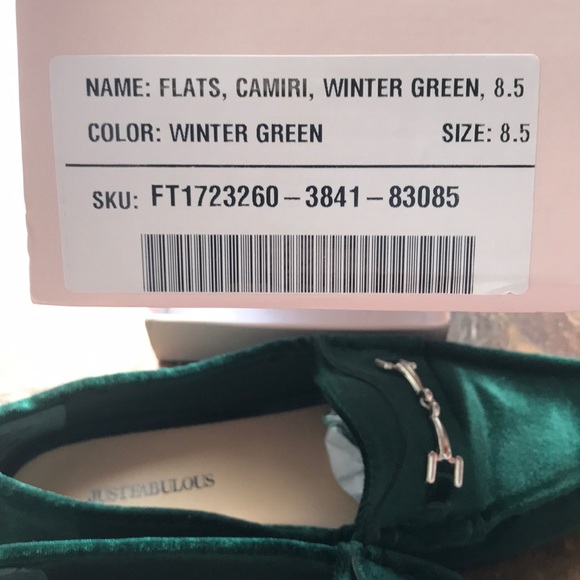 NAME: FLATS, CAMIRI, WINTER GREEN, 8.5
COLOR: WINTER GREEN SIZE: 8.5
SKU: FT1723260-3841-83085
JUSTFABULOUS